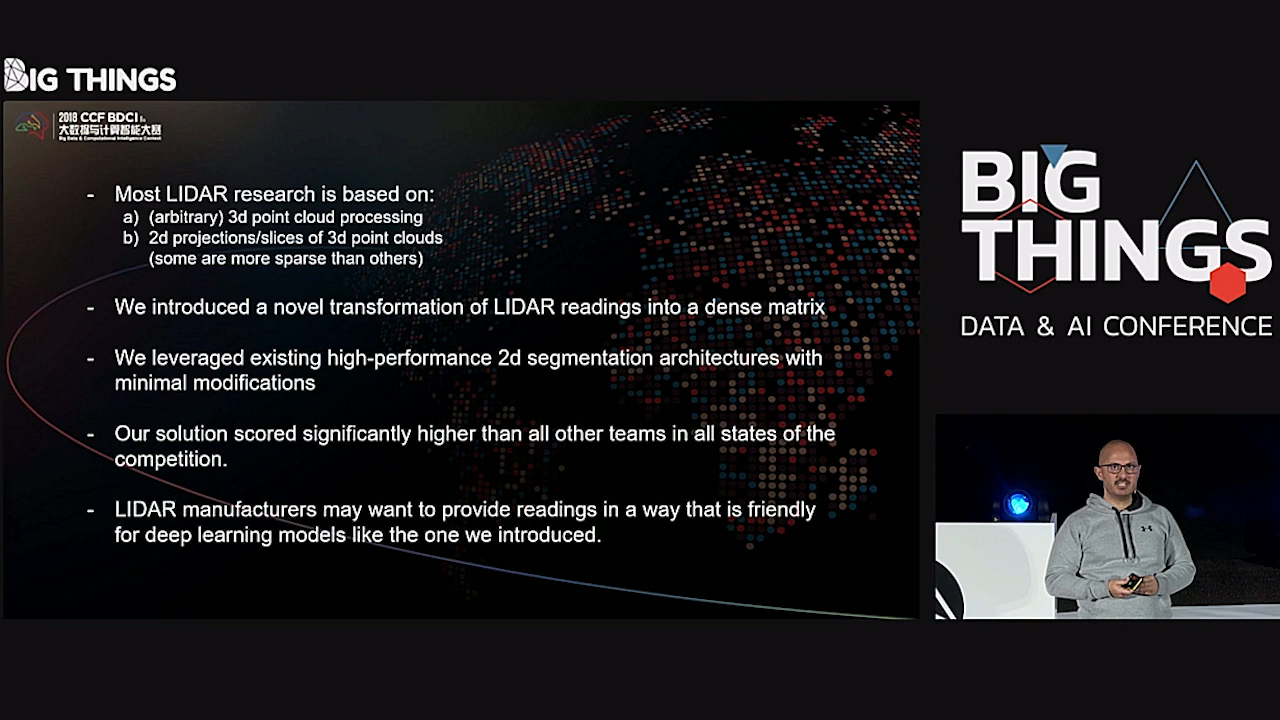 BIG THINGS
2018 CCF BDCI
大数据与计算智能大赛
Big Data & Computational Intelligence Contest
- Most LIDAR research is based on:
a) (arbitrary) 3d point cloud processing
b) 2d projections/slices of 3d point clouds
(some are more sparse than others)
- We introduced a novel transformation of LIDAR readings into a dense matrix
- We leveraged existing high-performance 2d segmentation architectures with
minimal modifications
- Our solution scored significantly higher than all other teams in all states of the
competition.
- LIDAR manufacturers may want to provide readings in a way that is friendly
for deep learning models like the one we introduced.
BIG
THINGS
DATA & AI CONFERENCE